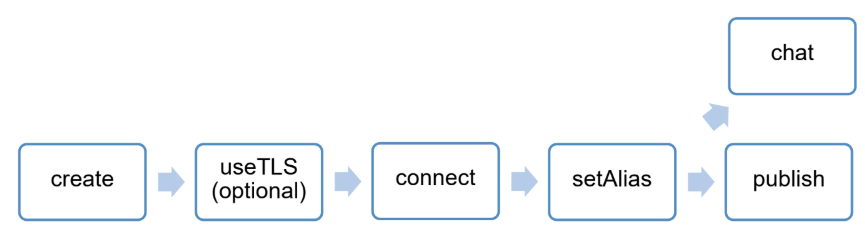 chat
create
useTLS
(optional)
connect
setAlias
publish